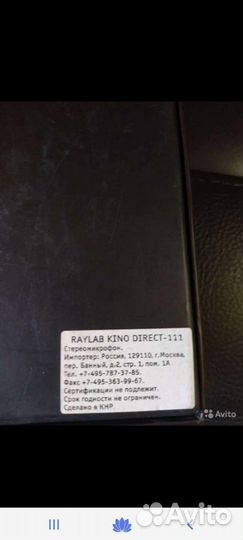 RAYLAB KINO DIRECT-111
Стереомикрофон.
Импортер: Россия, 129110, г.Москва,
пер. Банный, д.2, стр. 1, пом. 1А
Тел. +7-495-787-37-85.
Факс +7-495-363-99-67.
Сертификации не подлежит.
Срок годности не ограничен.
Сделано в КНР
Avito
Avito